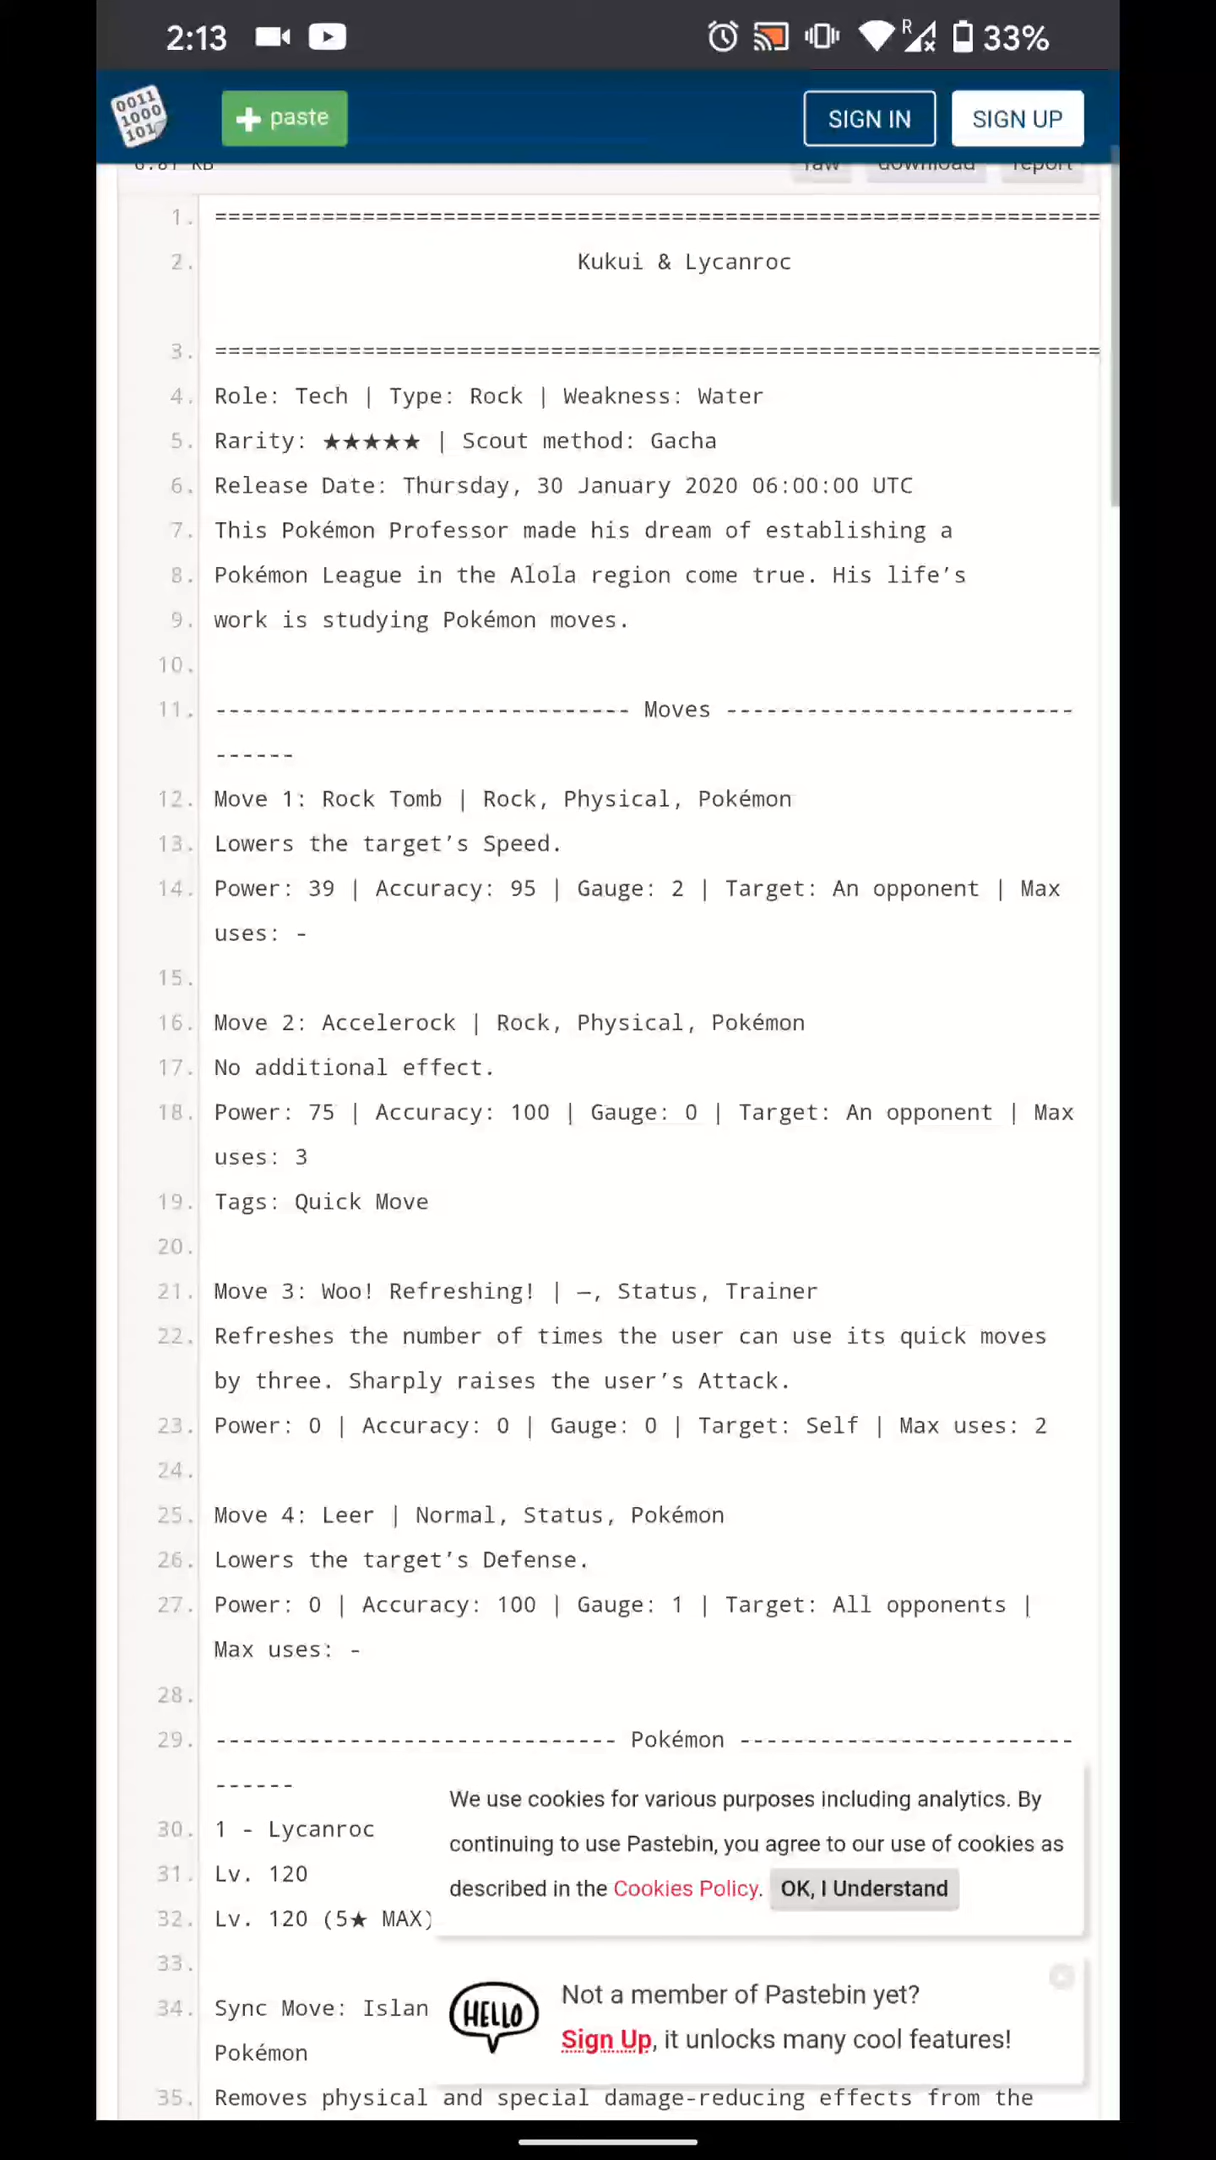 2:13 R 33%
0011 1000 101 + paste SIGN IN SIGN UP
6.81 KB raw download report
1. ==================================================================
2. Kukui & Lycanroc
3. ==================================================================
4. Role: Tech | Type: Rock | Weakness: Water
5. Rarity: ★★★★★ | Scout method: Gacha
6. Release Date: Thursday, 30 January 2020 06:00:00 UTC
7. This Pokémon Professor made his dream of establishing a
8. Pokémon League in the Alola region come true. His life’s
9. work is studying Pokémon moves.
10.
11. ------------------------------- Moves --------------------------
------
12. Move 1: Rock Tomb | Rock, Physical, Pokémon
13. Lowers the target’s Speed.
14. Power: 39 | Accuracy: 95 | Gauge: 2 | Target: An opponent | Max
uses: -
15.
16. Move 2: Accelerock | Rock, Physical, Pokémon
17. No additional effect.
18. Power: 75 | Accuracy: 100 | Gauge: 0 | Target: An opponent | Max
uses: 3
19. Tags: Quick Move
20.
21. Move 3: Woo! Refreshing! | —, Status, Trainer
22. Refreshes the number of times the user can use its quick moves
by three. Sharply raises the user’s Attack.
23. Power: 0 | Accuracy: 0 | Gauge: 0 | Target: Self | Max uses: 2
24.
25. Move 4: Leer | Normal, Status, Pokémon
26. Lowers the target’s Defense.
27. Power: 0 | Accuracy: 100 | Gauge: 1 | Target: All opponents |
Max uses: -
28.
29. ------------------------------ Pokémon -------------------------
------
30. 1 - Lycanroc
31. Lv. 120
32. Lv. 120 (5★ MAX)
33.
34. Sync Move: Islan
Pokémon
35. Removes physical and special damage-reducing effects from the
We use cookies for various purposes including analytics. By
continuing to use Pastebin, you agree to our use of cookies as
described in the Cookies Policy. OK, I Understand
HELLO
Not a member of Pastebin yet?
Sign Up, it unlocks many cool features!